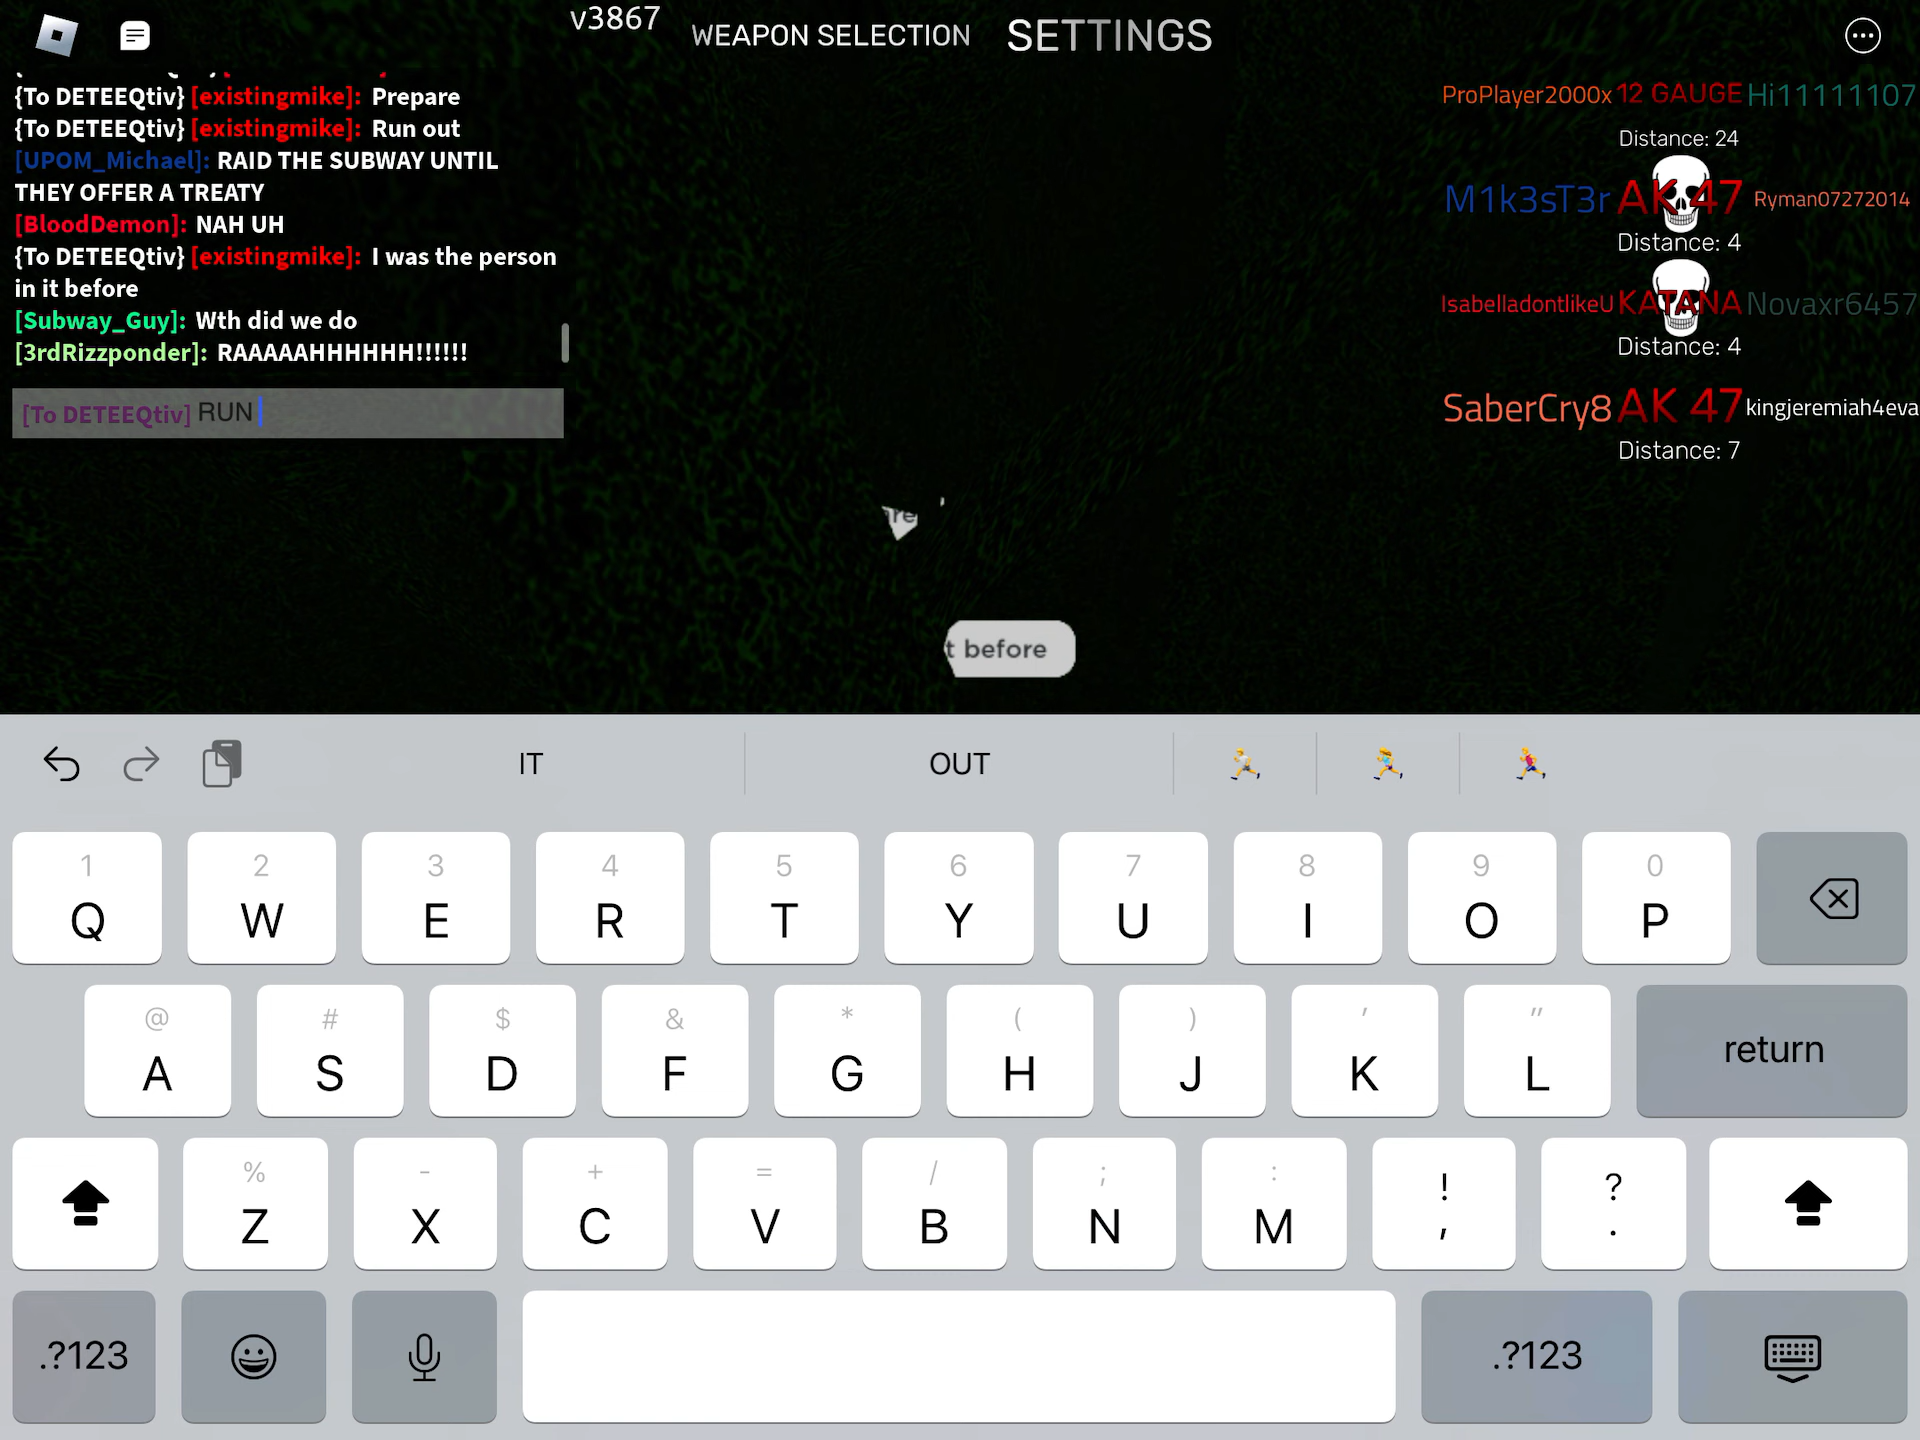 v3867
WEAPON SELECTION
SETTINGS
{To DETEEQtiv} [existingmike]: Prepare
{To DETEEQtiv} [existingmike]: Run out
[UPOM_Michael]: RAID THE SUBWAY UNTIL
THEY OFFER A TREATY
[BloodDemon]: NAH UH
{To DETEEQtiv} [existingmike]: I was the person
in it before
[Subway_Guy]: Wth did we do
[3rdRizzponder]: RAAAAAHHHHHH!!!!!!
[To DETEEQtiv] RUN
ProPlayer2000x 12 GAUGE Hi11111107
Distance: 24
M1k3sT3r AK 47 Ryman07272014
Distance: 4
IsabelladontlikeU KATANA Novaxr6457
Distance: 4
SaberCry8 AK 47 kingjeremiah4eva
Distance: 7
t before
IT OUT
1 2 3 4 5 6 7 8 9 0
Q W E R T Y U I O P
@ # $ & * ( ) ' "
A S D F G H J K L return
% - + = / ; : ! ?
Z X C V B N M , .
.?123 .?123